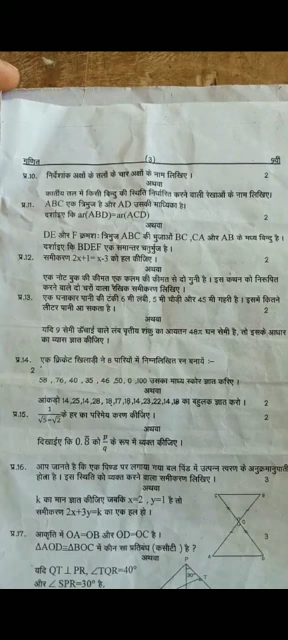 गणित (3) 9वीं
प्र.10. निर्देशांक अक्षों के तलों के चार अक्षों के नाम लिखिए । 2
अथवा
कार्तीय तल में किसी बिन्दु की स्थिति निर्धारित करने वाली रेखाओं के नाम लिखिए।
प्र.11. ABC एक त्रिभुज है और AD उसकी माध्यिका है।
दर्शाइए कि ar(ABD)=ar(ACD) 2
अथवा
DE और F क्रमशः त्रिभुज ABC की भुजाओं BC ,CA और AB के मध्य बिन्दु है ।
दर्शाइए कि BDEF एक समान्तर चतुर्भुज है ।
प्र.12. समीकरण 2x+1= x-3 को हल कीजिए । 2
अथवा
एक नोट बुक की कीमत एक कलम की कीमत से दो गुनी है । इस कथन को निरूपित
करने वाले दो चरों वाला रैखिक समीकरण लिखिए ।
प्र.13. एक घनाकार पानी की टंकी 6 मी लंबी, 5 मी चौड़ी और 45 मी गहरी है । इसमें कितने
लीटर पानी आ सकता है । 2
अथवा
यदि 9 सेमी ऊँचाई वाले लंब वृत्तीय शंकु का आयतन 48π घन सेमी है, तो इसके आधार
का व्यास ज्ञात कीजिए ।
प्र.14. एक क्रिकेट खिलाड़ी ने 8 पारियों में निम्नलिखित रन बनायें :-
2
58 , 76, 40 , 35 , 46 ,50, 0 ,100 उसका माध्य स्कोर ज्ञात करिए ।
अथवा
आंकड़ों 14,25,14,28, 18,17,18,14,23,22,14,18 का बहुलक ज्ञात करो । 2
प्र.15. 1/√5−√2 के हर का परिमेय करण कीजिए । 2
अथवा
दिखाईए कि 0.8̅ को p/q के रूप में व्यक्त कीजिए ।
प्र.16. आप जानते है कि एक पिण्ड पर लगाया गया बल पिंड में उत्पन्न त्वरण के अनुक्रमानुपाती
होता है । इस स्थिति को व्यक्त करने वाला समीकरण लिखिए । 3
अथवा
k का मान ज्ञात कीजिए जबकि x=2 , y=1 है तो
समीकरण 2x+3y=k का एक हल हो ।
प्र.17. आकृति में OA=OB और OD=OC है । 3
ΔAOD≅ΔBOC में कौन सा प्रतिबंध (कसौटी) है ?
अथवा
यदि QT ⊥ PR, ∠TQR=40°
और ∠ SPR=30° है.
O
A
P
30°
T